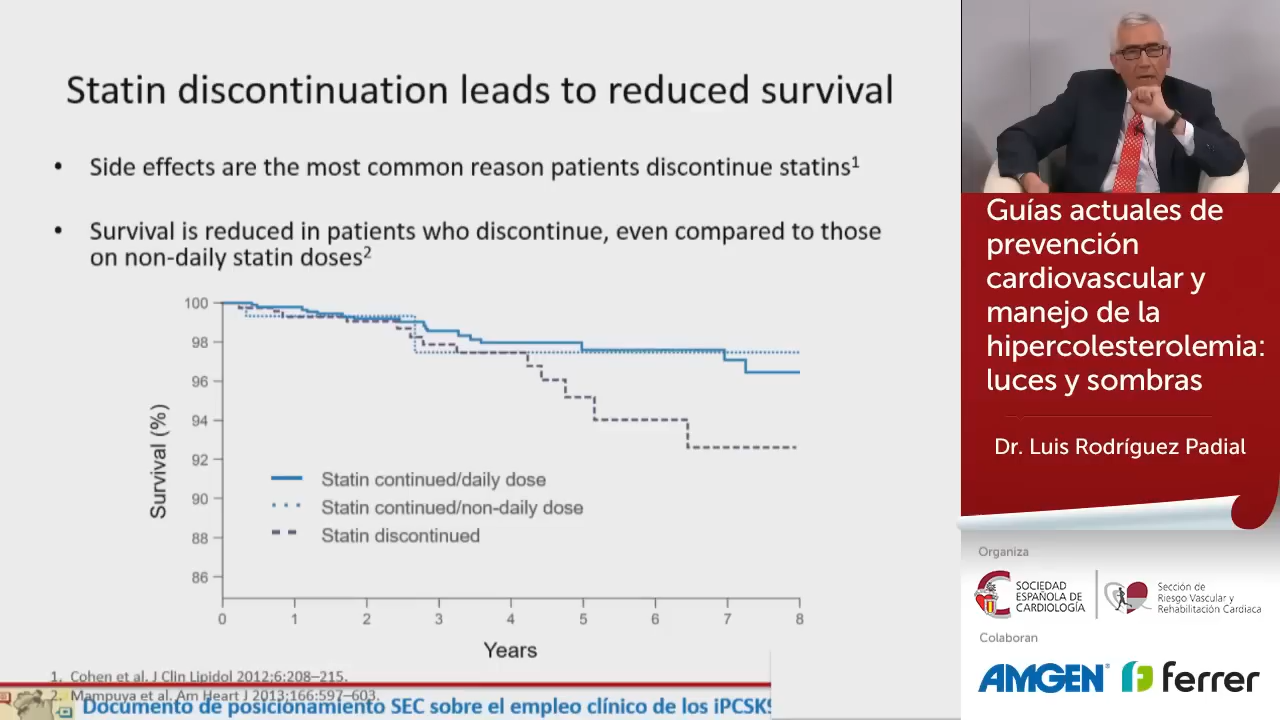 Statin discontinuation leads to reduced survival
• Side effects are the most common reason patients discontinue statins1
• Survival is reduced in patients who discontinue, even compared to those
on non-daily statin doses2
100
98
96
94
92
90
88
86
Survival (%)
Statin continued/daily dose
Statin continued/non-daily dose
Statin discontinued
0 1 2 3 4 5 6 7 8
Years
1. Cohen et al. J Clin Lipidol 2012;6:208–215.
2. Mampuya et al. Am Heart J 2013;166:597–603.
Documento de posicionamiento SEC sobre el empleo clínico de los iPCSK9
Guías actuales de
prevención
cardiovascular y
manejo de la
hipercolesterolemia:
luces y sombras
Dr. Luis Rodríguez Padial
Organiza
SOCIEDAD
ESPAÑOLA DE
CARDIOLOGÍA
Sección de
Riesgo Vascular y
Rehabilitación Cardiaca
Colaboran
AMGEN®
ferrer